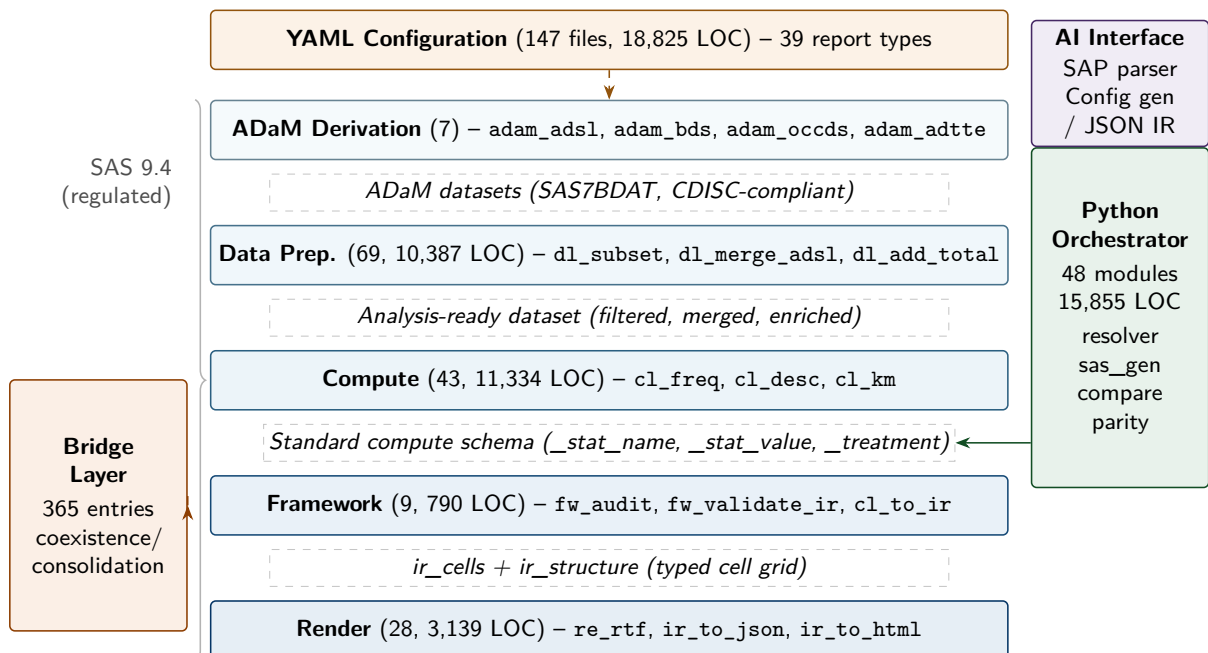 YAML Configuration (147 files, 18,825 LOC) – 39 report types
AI Interface
SAP parser
Config gen
/ JSON IR
SAS 9.4
(regulated)
ADaM Derivation (7) – adam_adsl, adam_bds, adam_occds, adam_adtte
ADaM datasets (SAS7BDAT, CDISC-compliant)
Data Prep. (69, 10,387 LOC) – dl_subset, dl_merge_adsl, dl_add_total
Analysis-ready dataset (filtered, merged, enriched)
Compute (43, 11,334 LOC) – cl_freq, cl_desc, cl_km
Standard compute schema (_stat_name, _stat_value, _treatment)
Framework (9, 790 LOC) – fw_audit, fw_validate_ir, cl_to_ir
ir_cells + ir_structure (typed cell grid)
Render (28, 3,139 LOC) – re_rtf, ir_to_json, ir_to_html
Python
Orchestrator
48 modules
15,855 LOC
resolver
sas_gen
compare
parity
Bridge
Layer
365 entries
coexistence/
consolidation